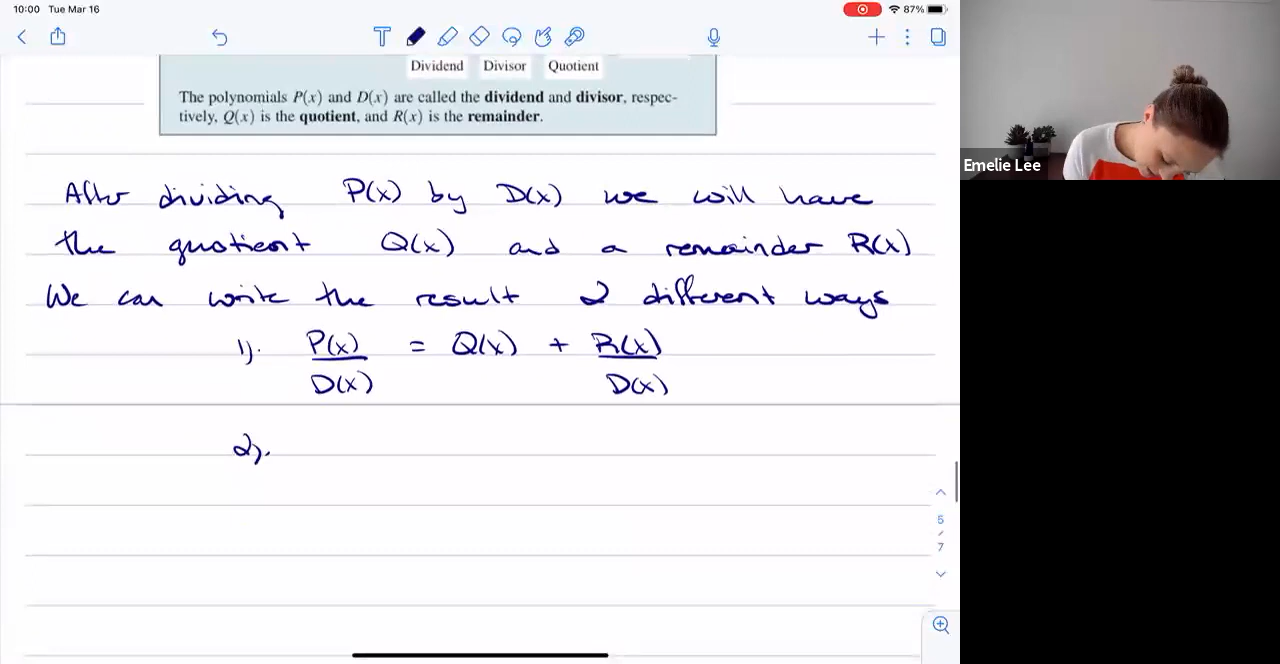 10:00 Tue Mar 16
87%
T
Dividend Divisor Quotient
The polynomials P(x) and D(x) are called the dividend and divisor, respec-
tively, Q(x) is the quotient, and R(x) is the remainder.
Emelie Lee
After dividing P(x) by D(x) we will have
the quotient Q(x) and a remainder R(x)
We can write the result 2 different ways
1). P(x)/D(x) = Q(x) + R(x)/D(x)
2).
5
/
7